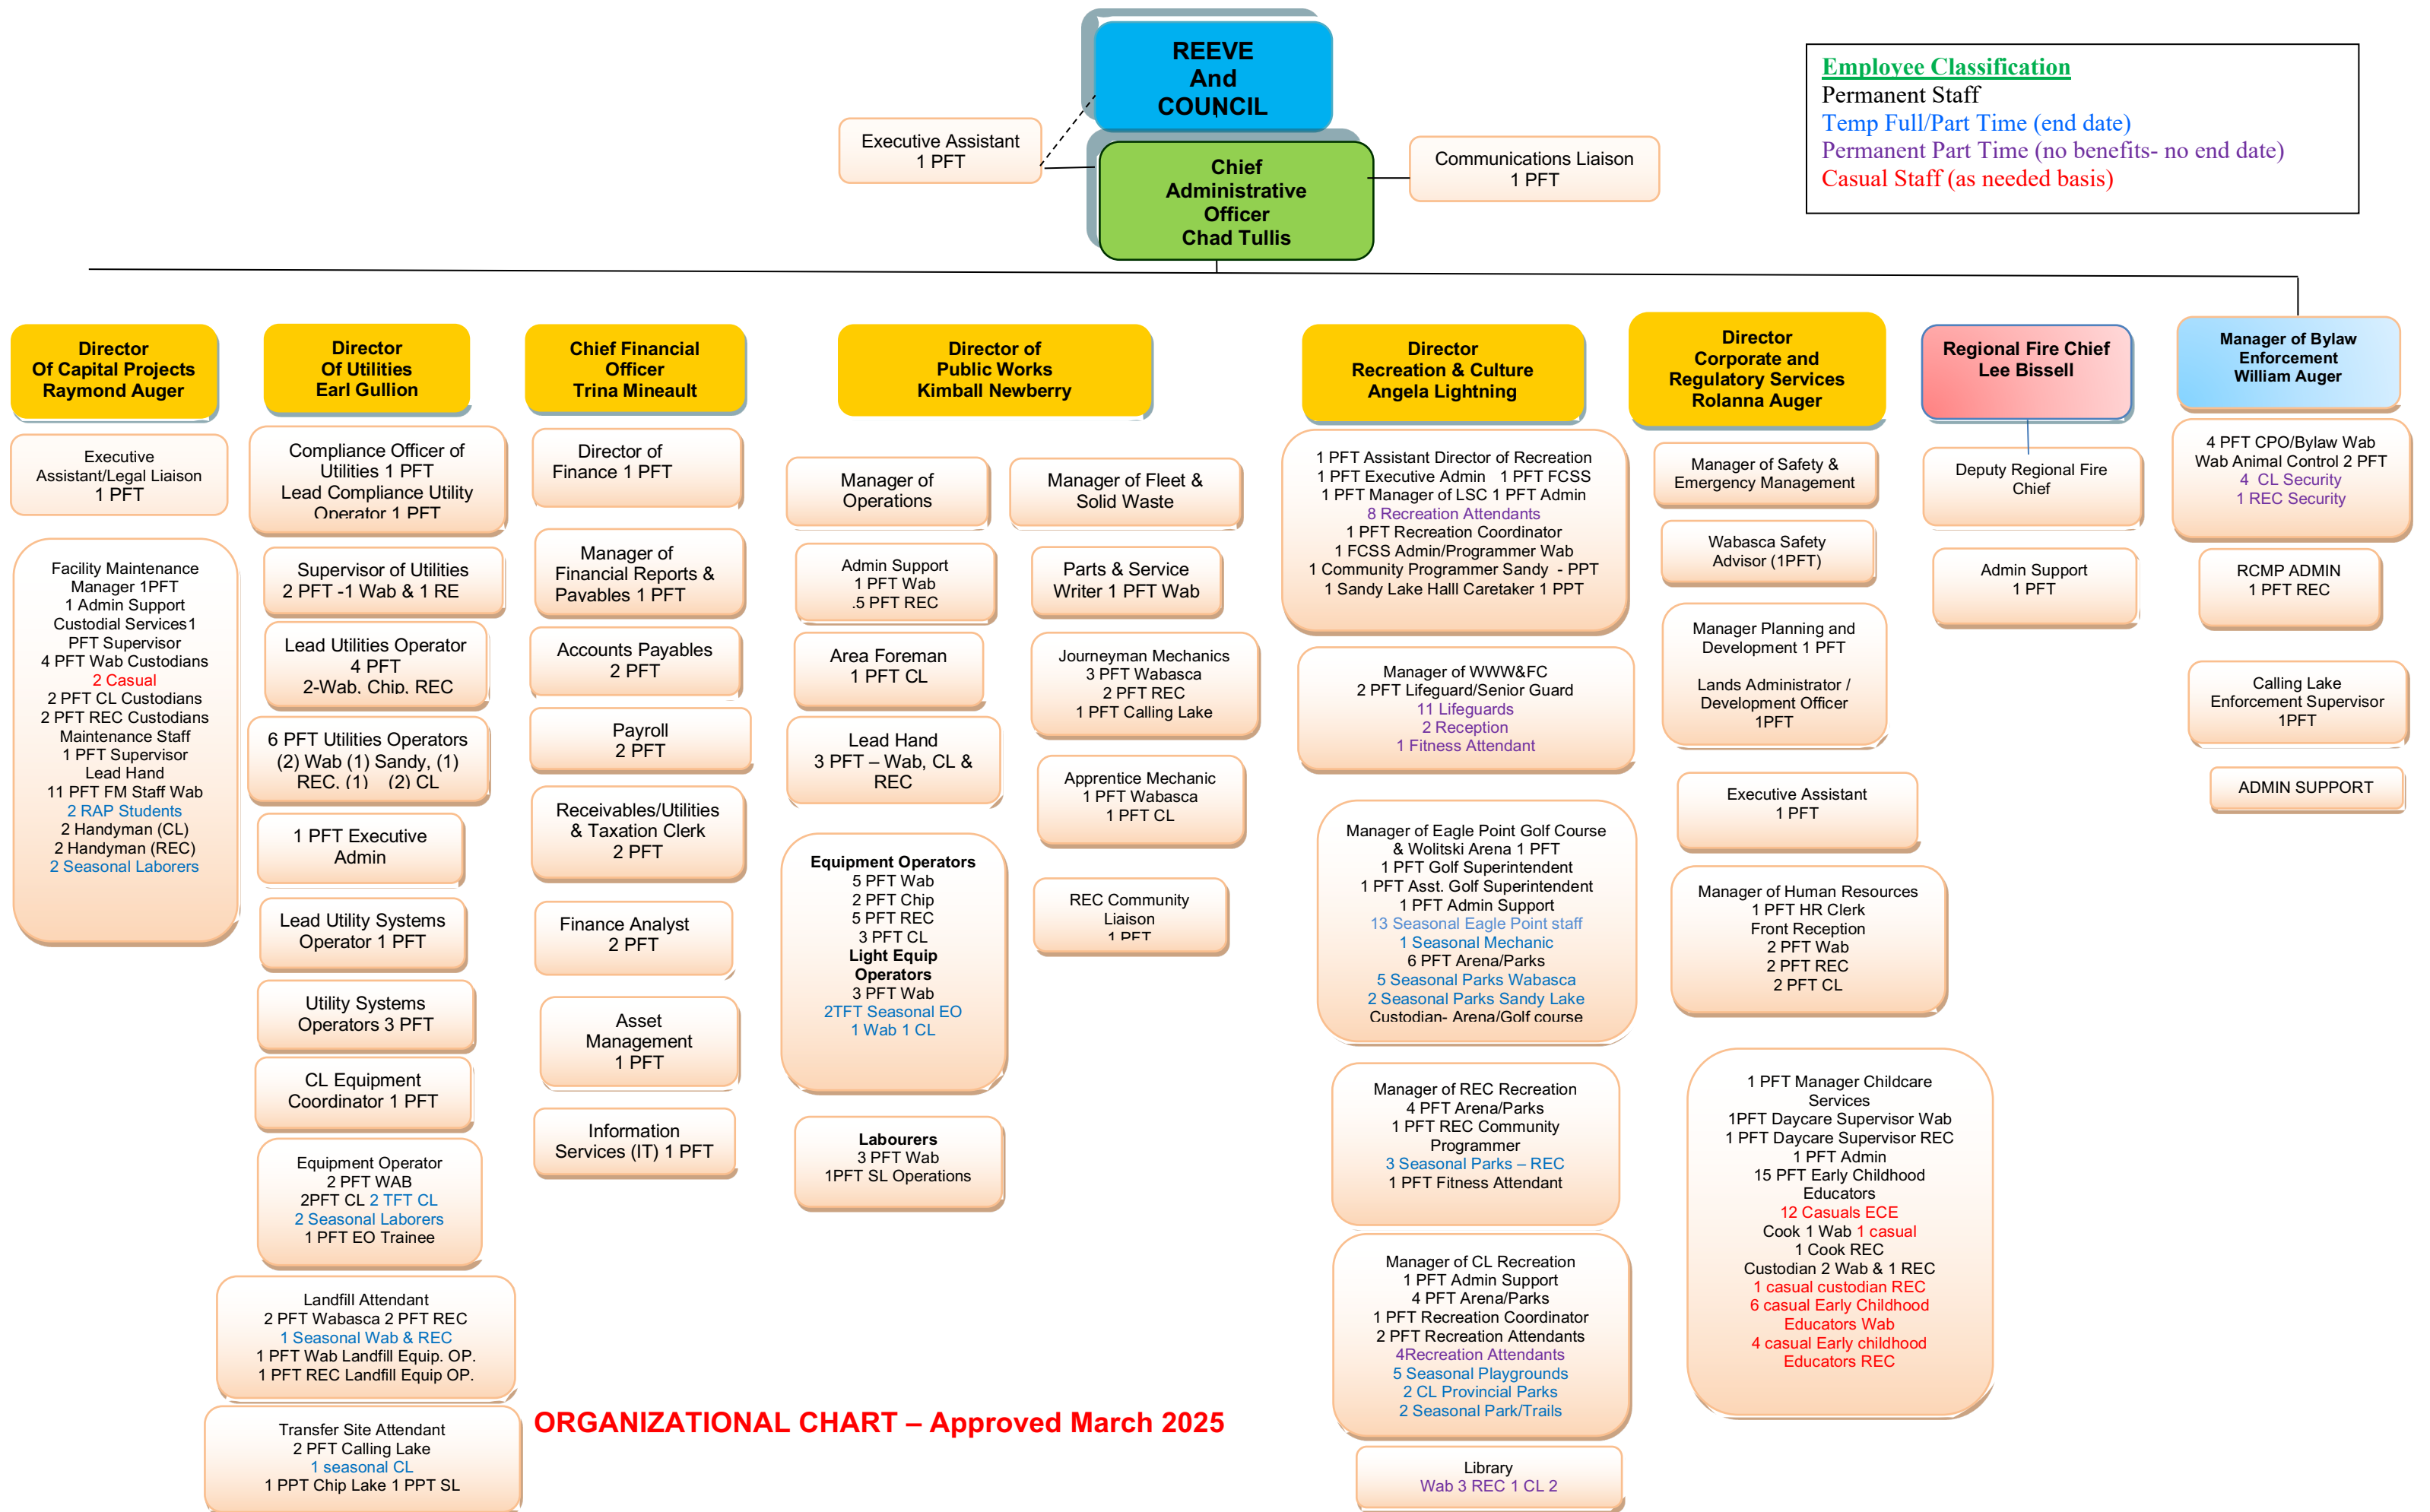 REEVE
And
COUNCIL
Executive Assistant
1 PFT
Chief
Administrative
Officer
Chad Tullis
Communications Liaison
1 PFT
Employee Classification
Permanent Staff
Temp Full/Part Time (end date)
Permanent Part Time (no benefits- no end date)
Casual Staff (as needed basis)
Director
Of Capital Projects
Raymond Auger
Executive
Assistant/Legal Liaison
1 PFT
Facility Maintenance
Manager 1PFT
1 Admin Support
Custodial Services1
PFT Supervisor
4 PFT Wab Custodians
2 Casual
2 PFT CL Custodians
2 PFT REC Custodians
Maintenance Staff
1 PFT Supervisor
Lead Hand
11 PFT FM Staff Wab
2 RAP Students
2 Handyman (CL)
2 Handyman (REC)
2 Seasonal Laborers
Director
Of Utilities
Earl Gullion
Compliance Officer of
Utilities 1 PFT
Lead Compliance Utility
Operator 1 PFT
Supervisor of Utilities
2 PFT -1 Wab & 1 RE
Lead Utilities Operator
4 PFT
2-Wab, Chip, REC
6 PFT Utilities Operators
(2) Wab (1) Sandy, (1)
REC, (1) (2) CL
1 PFT Executive
Admin
Lead Utility Systems
Operator 1 PFT
Utility Systems
Operators 3 PFT
CL Equipment
Coordinator 1 PFT
Equipment Operator
2 PFT WAB
2PFT CL 2 TFT CL
2 Seasonal Laborers
1 PFT EO Trainee
Landfill Attendant
2 PFT Wabasca 2 PFT REC
1 Seasonal Wab & REC
1 PFT Wab Landfill Equip. OP.
1 PFT REC Landfill Equip OP.
Transfer Site Attendant
2 PFT Calling Lake
1 seasonal CL
1 PPT Chip Lake 1 PPT SL
Chief Financial
Officer
Trina Mineault
Director of
Finance 1 PFT
Manager of
Financial Reports &
Payables 1 PFT
Accounts Payables
2 PFT
Payroll
2 PFT
Receivables/Utilities
& Taxation Clerk
2 PFT
Finance Analyst
2 PFT
Asset
Management
1 PFT
Information
Services (IT) 1 PFT
Director of
Public Works
Kimball Newberry
Manager of
Operations
Admin Support
1 PFT Wab
.5 PFT REC
Area Foreman
1 PFT CL
Lead Hand
3 PFT – Wab, CL &
REC
Equipment Operators
5 PFT Wab
2 PFT Chip
5 PFT REC
3 PFT CL
Light Equip
Operators
3 PFT Wab
2TFT Seasonal EO
1 Wab 1 CL
Labourers
3 PFT Wab
1PFT SL Operations
Manager of Fleet &
Solid Waste
Parts & Service
Writer 1 PFT Wab
Journeyman Mechanics
3 PFT Wabasca
2 PFT REC
1 PFT Calling Lake
Apprentice Mechanic
1 PFT Wabasca
1 PFT CL
REC Community
Liaison
1 PFT
Director
Recreation & Culture
Angela Lightning
1 PFT Assistant Director of Recreation
1 PFT Executive Admin 1 PFT FCSS
1 PFT Manager of LSC 1 PFT Admin
8 Recreation Attendants
1 PFT Recreation Coordinator
1 FCSS Admin/Programmer Wab
1 Community Programmer Sandy - PPT
1 Sandy Lake Halll Caretaker 1 PPT
Manager of WWW&FC
2 PFT Lifeguard/Senior Guard
11 Lifeguards
2 Reception
1 Fitness Attendant
Manager of Eagle Point Golf Course
& Wolitski Arena 1 PFT
1 PFT Golf Superintendent
1 PFT Asst. Golf Superintendent
1 PFT Admin Support
13 Seasonal Eagle Point staff
1 Seasonal Mechanic
6 PFT Arena/Parks
5 Seasonal Parks Wabasca
2 Seasonal Parks Sandy Lake
Custodian- Arena/Golf course
Manager of REC Recreation
4 PFT Arena/Parks
1 PFT REC Community
Programmer
3 Seasonal Parks – REC
1 PFT Fitness Attendant
Manager of CL Recreation
1 PFT Admin Support
4 PFT Arena/Parks
1 PFT Recreation Coordinator
2 PFT Recreation Attendants
4Recreation Attendants
5 Seasonal Playgrounds
2 CL Provincial Parks
2 Seasonal Park/Trails
Library
Wab 3 REC 1 CL 2
Director
Corporate and
Regulatory Services
Rolanna Auger
Manager of Safety &
Emergency Management
Wabasca Safety
Advisor (1PFT)
Manager Planning and
Development 1 PFT
Lands Administrator /
Development Officer
1PFT
Executive Assistant
1 PFT
Manager of Human Resources
1 PFT HR Clerk
Front Reception
2 PFT Wab
2 PFT REC
2 PFT CL
1 PFT Manager Childcare
Services
1PFT Daycare Supervisor Wab
1 PFT Daycare Supervisor REC
1 PFT Admin
15 PFT Early Childhood
Educators
12 Casuals ECE
Cook 1 Wab 1 casual
1 Cook REC
Custodian 2 Wab & 1 REC
1 casual custodian REC
6 casual Early Childhood
Educators Wab
4 casual Early childhood
Educators REC
Regional Fire Chief
Lee Bissell
Deputy Regional Fire
Chief
Admin Support
1 PFT
Manager of Bylaw
Enforcement
William Auger
4 PFT CPO/Bylaw Wab
Wab Animal Control 2 PFT
4 CL Security
1 REC Security
RCMP ADMIN
1 PFT REC
Calling Lake
Enforcement Supervisor
1PFT
ADMIN SUPPORT
ORGANIZATIONAL CHART – Approved March 2025